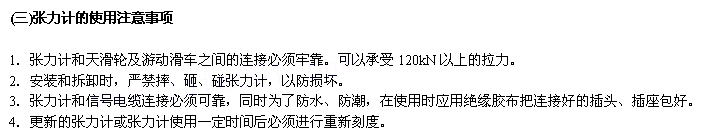 (三)张力计的使用注意事项
1. 张力计和天滑轮及游动滑车之间的连接必须牢靠。可以承受 120kN 以上的拉力。
2. 安装和拆卸时，严禁摔、砸、碰张力计，以防损坏。
3. 张力计和信号电缆连接必须可靠，同时为了防水、防潮，在使用时应用绝缘胶布把连接好的插头、插座包好。
4. 更新的张力计或张力计使用一定时间后必须进行重新刻度。